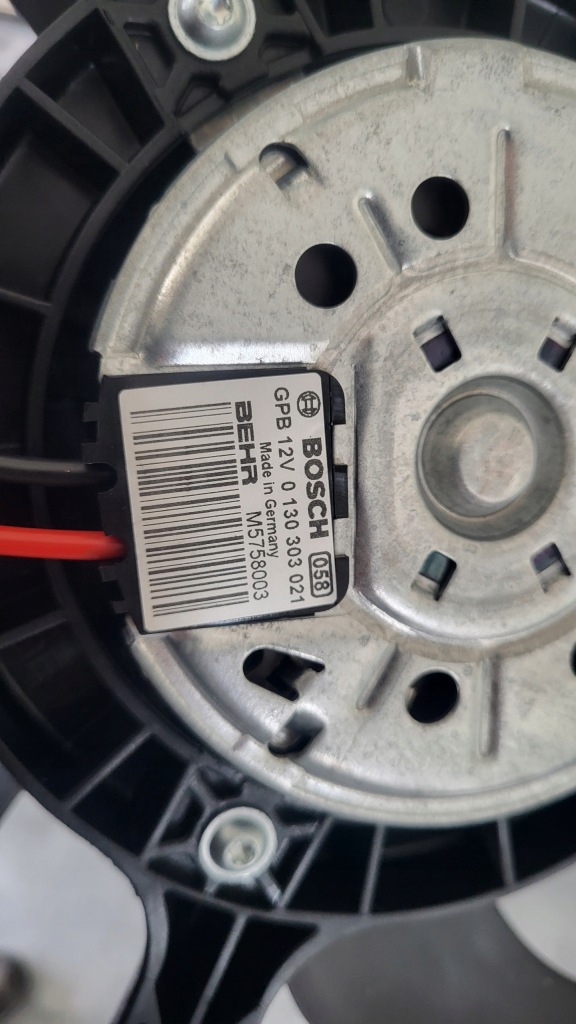 BOSCH 058
GPB 12V 0 130 303 021
Made in Germany
BEHR M5758003